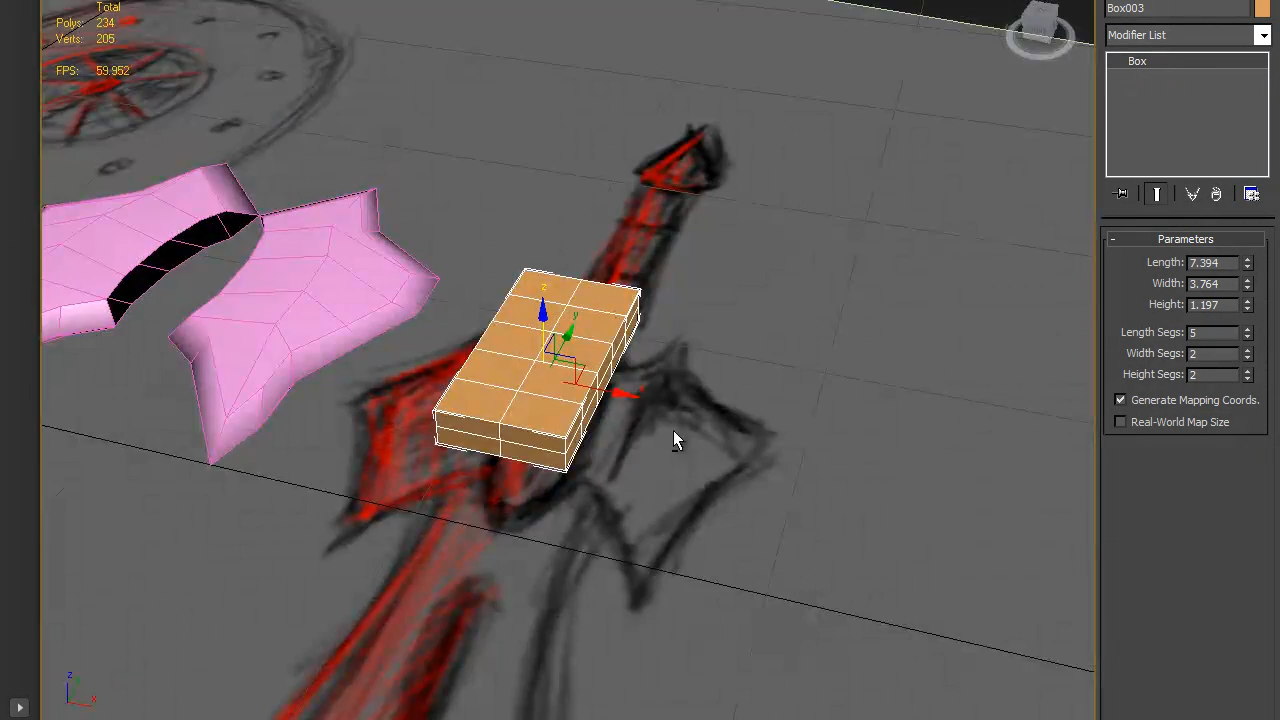 Total
Polys: 234
Verts: 205
FPS: 59.952
Box003
Modifier List
Box
- Parameters
Length: 7.394
Width: 3.764
Height: 1.197
Length Segs: 5
Width Segs: 2
Height Segs: 2
Generate Mapping Coords.
Real-World Map Size
z
y
x
z
y
x